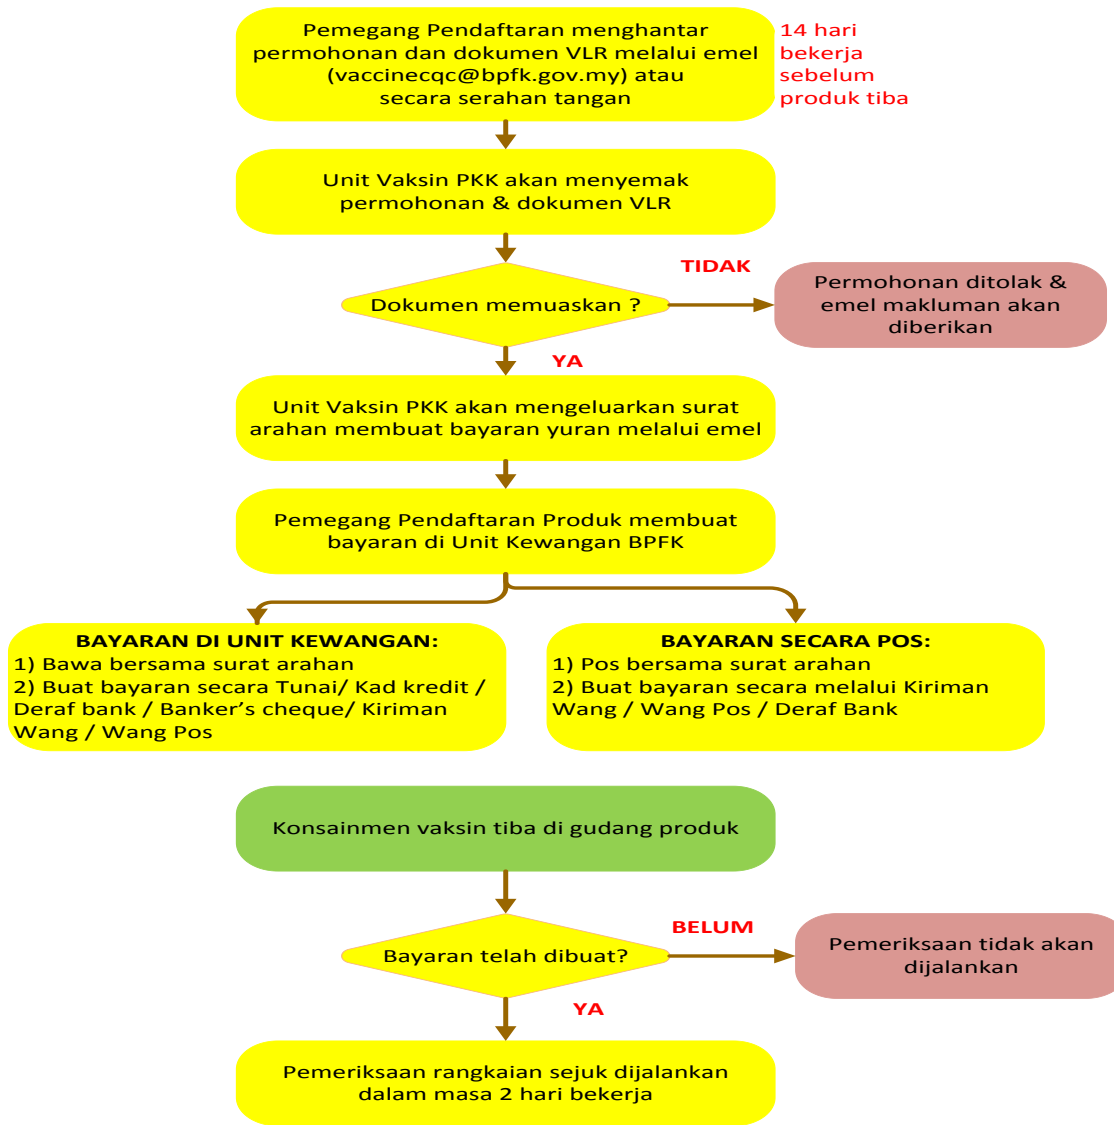 Pemegang Pendaftaran menghantar
permohonan dan dokumen VLR melalui emel
(vaccinecqc@bpfk.gov.my) atau
secara serahan tangan
14 hari
bekerja
sebelum
produk tiba
Unit Vaksin PKK akan menyemak
permohonan & dokumen VLR
Dokumen memuaskan ?
TIDAK
Permohonan ditolak &
emel makluman akan
diberikan
YA
Unit Vaksin PKK akan mengeluarkan surat
arahan membuat bayaran yuran melalui emel
Pemegang Pendaftaran Produk membuat
bayaran di Unit Kewangan BPFK
BAYARAN DI UNIT KEWANGAN:
1) Bawa bersama surat arahan
2) Buat bayaran secara Tunai/ Kad kredit /
Deraf bank / Banker’s cheque/ Kiriman
Wang / Wang Pos
BAYARAN SECARA POS:
1) Pos bersama surat arahan
2) Buat bayaran secara melalui Kiriman
Wang / Wang Pos / Deraf Bank
Konsainmen vaksin tiba di gudang produk
Bayaran telah dibuat?
BELUM
Pemeriksaan tidak akan
dijalankan
YA
Pemeriksaan rangkaian sejuk dijalankan
dalam masa 2 hari bekerja